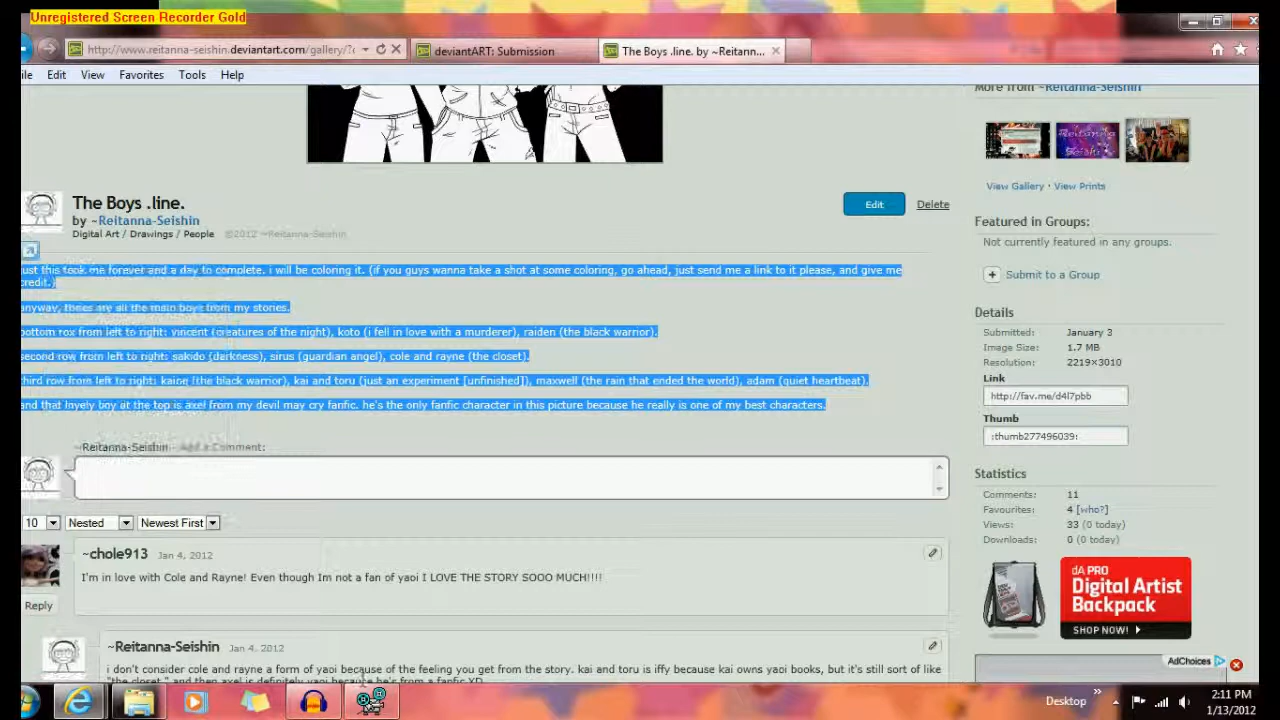 Unregistered Screen Recorder Gold
http://www.reitanna-seishin.deviantart.com/gallery/?
deviantART: Submission
The Boys .line. by ~Reitann...
File Edit View Favorites Tools Help
More from ~Reitanna-Seishin
View Gallery · View Prints
The Boys .line.
by ~Reitanna-Seishin
Digital Art / Drawings / People ©2012 ~Reitanna-Seishin
Edit
Delete
Featured in Groups:
Not currently featured in any groups.
+ Submit to a Group
just this took me forever and a day to complete. i will be coloring it. (if you guys wanna take a shot at some coloring, go ahead, just send me a link to it please, and give me
credit.)
anyway, these are all the main boys from my stories.
bottom rox from left to right: vincent (creatures of the night), koto (i fell in love with a murderer), raiden (the black warrior).
second row from left to right: sakido (darkness), sirus (guardian angel), cole and rayne (the closet).
third row from left to right: kaine (the black warrior), kai and toru (just an experiment [unfinished]), maxwell (the rain that ended the world), adam (quiet heartbeat).
and that lovely boy at the top is axel from my devil may cry fanfic. he's the only fanfic character in this picture because he really is one of my best characters.
Details
Submitted: January 3
Image Size: 1.7 MB
Resolution: 2219×3010
Link
http://fav.me/d4l7pbb
Thumb
:thumb277496039:
~Reitanna-Seishin Add a Comment:
10 Nested Newest First
Statistics
Comments: 11
Favourites: 4 [who?]
Views: 33 (0 today)
Downloads: 0 (0 today)
~chole913 Jan 4, 2012
I'm in love with Cole and Rayne! Even though Im not a fan of yaoi I LOVE THE STORY SOOO MUCH!!!!
Reply
dA PRO
Digital Artist
Backpack
SHOP NOW!
AdChoices
~Reitanna-Seishin Jan 4, 2012
i don't consider cole and rayne a form of yaoi because of the feeling you get from the story. kai and toru is iffy because kai owns yaoi books, but it's still sort of like
"the closet." and then axel is definitely yaoi because he's from a fanfic XD
Desktop
2:11 PM
1/13/2012